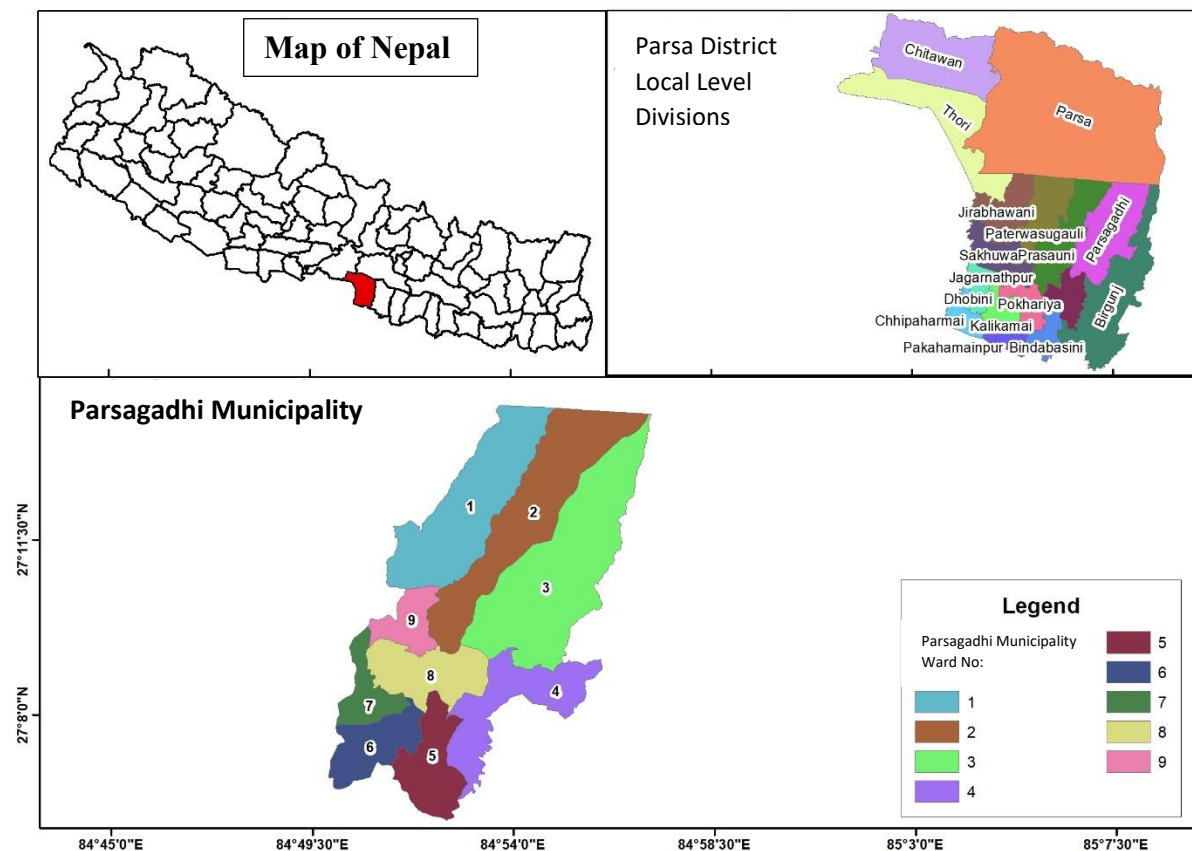 Map of Nepal
Parsa District
Local Level
Divisions
Chitawan
Thori
Parsa
Jirabhawani
Paterwasugauli
Parsagadhi
SakhuwaPrasauni
Jagarnathpur
Dhobini
Pokhariya
Birgunj
Chhipaharmai
Kalikamai
Pakahamainpur
Bindabasini
Parsagadhi Municipality
1
2
3
9
8
4
7
6
5
27°11'30"N
27°8'0"N
Legend
Parsagadhi Municipality
Ward No:
1
2
3
4
5
6
7
8
9
84°45'0"E
84°49'30"E
84°54'0"E
84°58'30"E
85°3'0"E
85°7'30"E